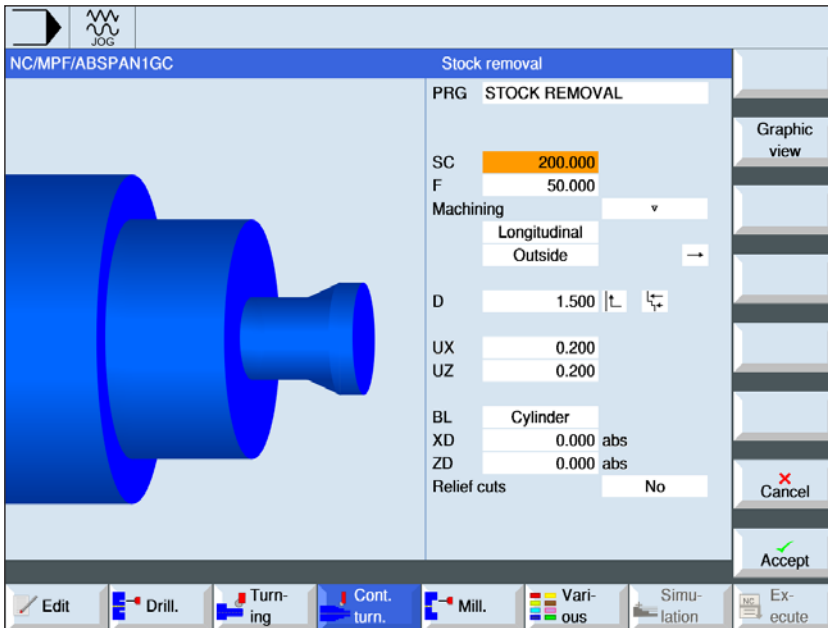 JOG
NC/MPF/ABSPAN1GC
Stock removal
PRG STOCK REMOVAL
Graphic
view
SC 200.000
F 50.000
Machining ▿
Longitudinal
Outside →
D 1.500
UX 0.200
UZ 0.200
BL Cylinder
XD 0.000 abs
ZD 0.000 abs
Relief cuts No
Cancel
Accept
Edit
Drill.
Turn-
ing
Cont.
turn.
Mill.
Vari-
ous
Simu-
lation
NC
Ex-
ecute